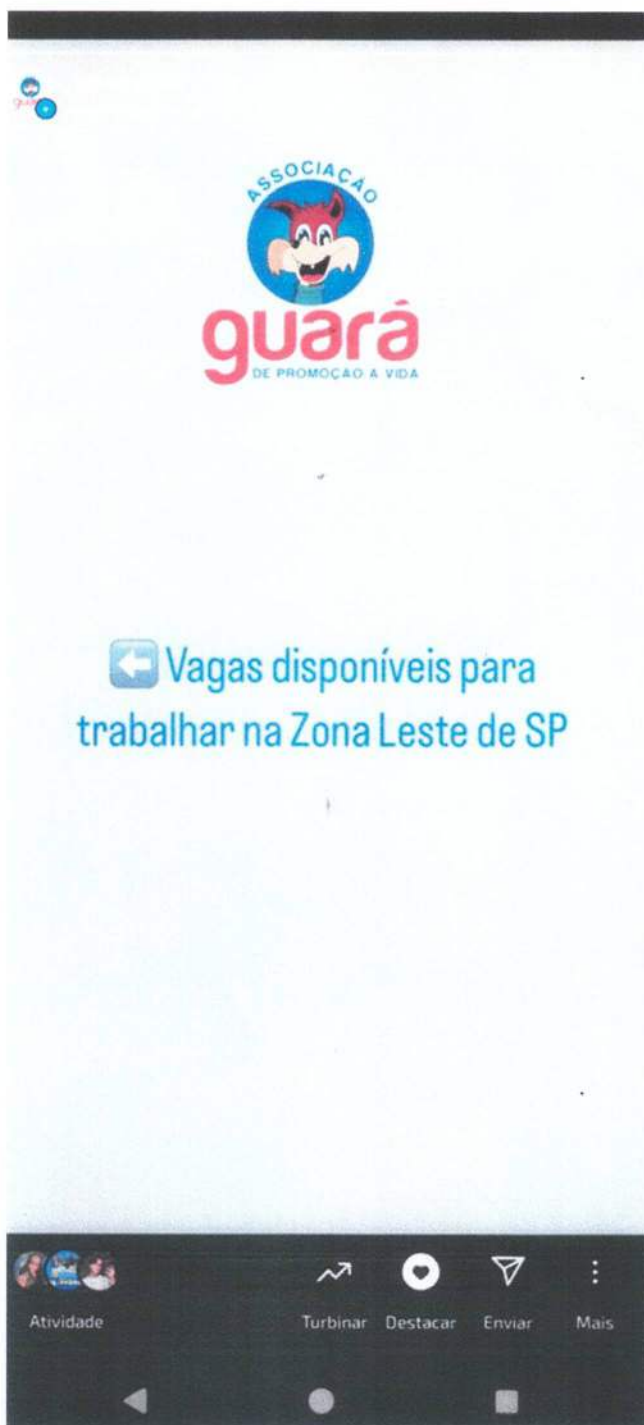 ASSOCIAÇÃO
guará
DE PROMOÇÃO A VIDA
⬅️ Vagas disponíveis para
trabalhar na Zona Leste de SP
Atividade
Turbinar Destacar Enviar Mais